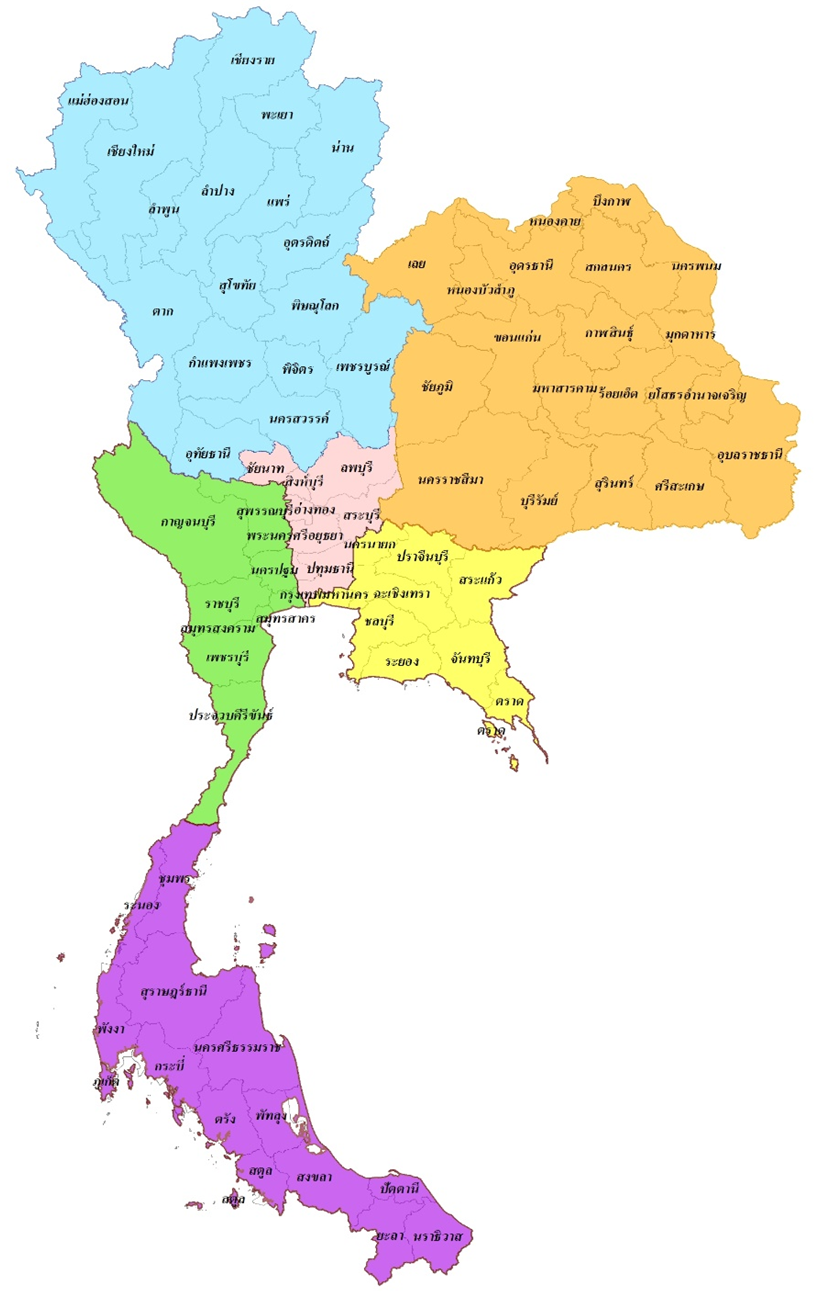 เชียงราย
แม่ฮ่องสอน
พะเยา
เชียงใหม่
น่าน
ลำปาง
แพร่
ลำพูน
อุตรดิตถ์
สุโขทัย
พิษณุโลก
ตาก
กำแพงเพชร
พิจิตร
เพชรบูรณ์
นครสวรรค์
อุทัยธานี
บึงกาฬ
หนองคาย
เลย
อุดรธานี
สกลนคร
นครพนม
หนองบัวลำภู
ขอนแก่น
กาฬสินธุ์
มุกดาหาร
ชัยภูมิ
มหาสารคาม
ร้อยเอ็ด
ยโสธร
อำนาจเจริญ
อุบลราชธานี
นครราชสีมา
บุรีรัมย์
สุรินทร์
ศรีสะเกษ
ชัยนาท
ลพบุรี
สิงห์บุรี
สุพรรณบุรี
อ่างทอง
สระบุรี
กาญจนบุรี
พระนครศรีอยุธยา
นครนายก
ปราจีนบุรี
นครปฐม
ปทุมธานี
สระแก้ว
กรุงเทพมหานคร
ฉะเชิงเทรา
ราชบุรี
สมุทรสาคร
ชลบุรี
สมุทรสงคราม
เพชรบุรี
ระยอง
จันทบุรี
ตราด
ตราด
ประจวบคีรีขันธ์
ชุมพร
ระนอง
สุราษฎร์ธานี
พังงา
นครศรีธรรมราช
กระบี่
ภูเก็ต
ตรัง
พัทลุง
สตูล
สงขลา
สตูล
ปัตตานี
ยะลา
นราธิวาส